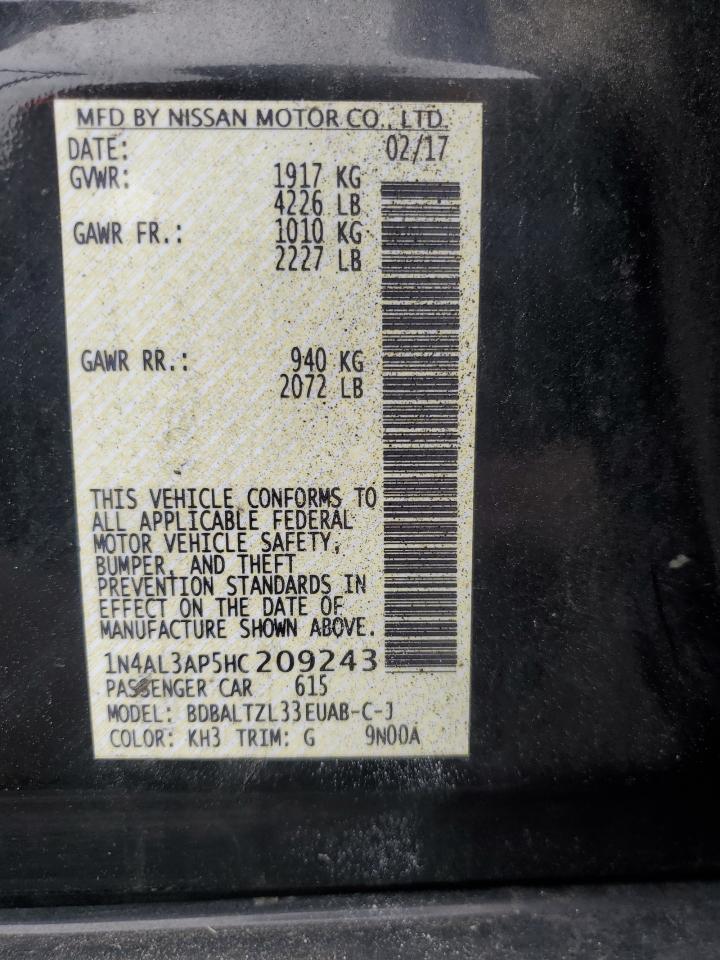 MFD BY NISSAN MOTOR CO., LTD.
DATE: 02/17
GVWR: 1917 KG
4226 LB
GAWR FR.: 1010 KG
2227 LB
GAWR RR.: 940 KG
2072 LB
THIS VEHICLE CONFORMS TO
ALL APPLICABLE FEDERAL
MOTOR VEHICLE SAFETY,
BUMPER, AND THEFT
PREVENTION STANDARDS IN
EFFECT ON THE DATE OF
MANUFACTURE SHOWN ABOVE.
1N4AL3AP5HC209243
PASSENGER CAR 615
MODEL: BDBALTZL33EUAB-C-J
COLOR: KH3 TRIM: G 9N00A